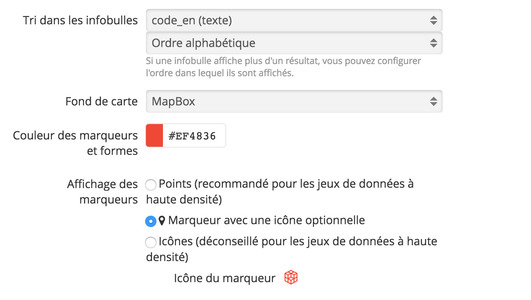 Tri dans les infobulles
code_en (texte)
Ordre alphabétique
Si une infobulle affiche plus d'un résultat, vous pouvez configurer
l'ordre dans lequel ils sont affichés.
Fond de carte
MapBox
Couleur des marqueurs
et formes
#EF4836
Affichage des
marqueurs
Points (recommandé pour les jeux de données à
haute densité)
Marqueur avec une icône optionnelle
Icônes (déconseillé pour les jeux de données à haute
densité)
Icône du marqueur